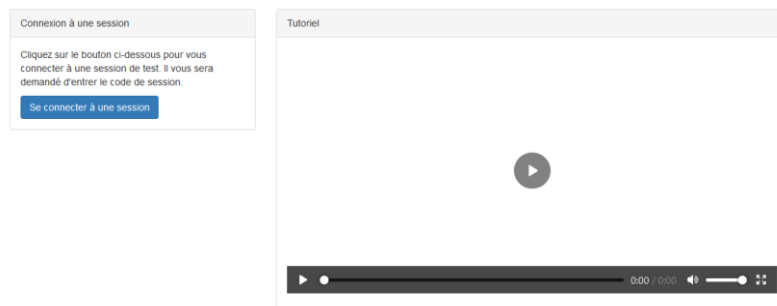 Connexion à une session
Cliquez sur le bouton ci-dessous pour vous
connecter à une session de test. Il vous sera
demandé d'entrer le code de session.
Se connecter à une session
Tutoriel
0:00 / 0:00